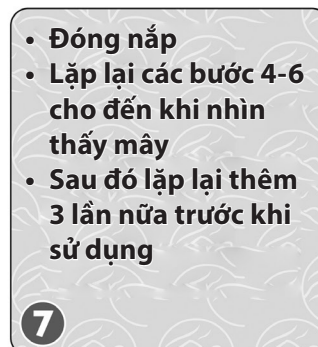 • Đóng nắp
• Lặp lại các bước 4-6
cho đến khi nhìn
thấy mây
• Sau đó lặp lại thêm
3 lần nữa trước khi
sử dụng
7